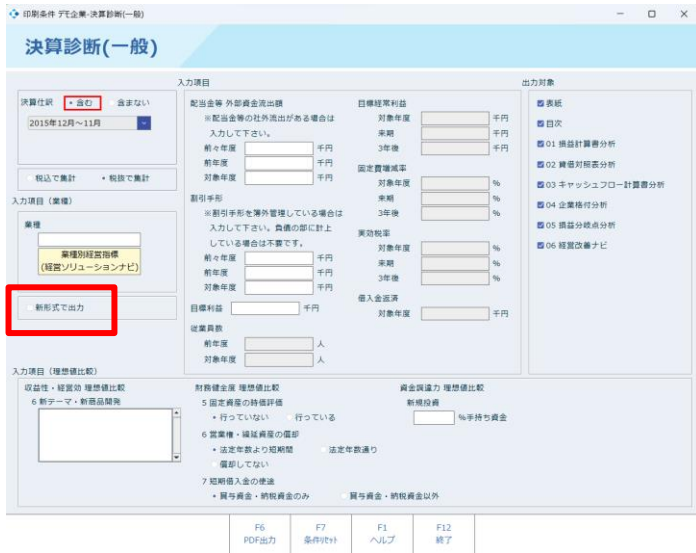 印刷条件 デモ企業-決算診断(一般)
決算診断(一般)
決算仕訳 含む 含まない
2015年12月～11月
税込で集計 税抜で集計
入力項目（業種）
業種
業種別経営指標
(経営ソリューションナビ)
新形式で出力
入力項目
配当金等 外部資金流出額
※配当金等の社外流出がある場合は
入力して下さい。
前々年度 千円
前年度 千円
対象年度 千円
割引手形
※割引手形を簿外管理している場合は
入力して下さい。負債の部に計上
している場合は不要です。
前々年度 千円
前年度 千円
対象年度 千円
目標利益 千円
従業員数
前年度 人
対象年度 人
目標経常利益
対象年度 千円
来期 千円
3年後 千円
固定費増減率
対象年度 %
来期 %
3年後 %
実効税率
対象年度 %
来期 %
3年後 %
借入金返済
対象年度 千円
出力対象
表紙
目次
01 損益計算書分析
02 貸借対照表分析
03 キャッシュフロー計算書分析
04 企業格付分析
05 損益分岐点分析
06 経営改善ナビ
入力項目（理想値比較）
収益性・経営効 理想値比較
6 新テーマ・新商品開発
財務健全度 理想値比較
5 固定資産の時価評価
行っていない 行っている
6 営業権・繰延資産の償却
法定年数より短期間 法定年数通り
償却してない
7 短期借入金の使途
賞与資金・納税資金のみ 賞与資金・納税資金以外
資金調達力 理想値比較
新規投資
%手持ち資金
F6 F7 F1 F12
PDF出力 条件リセット ヘルプ 終了